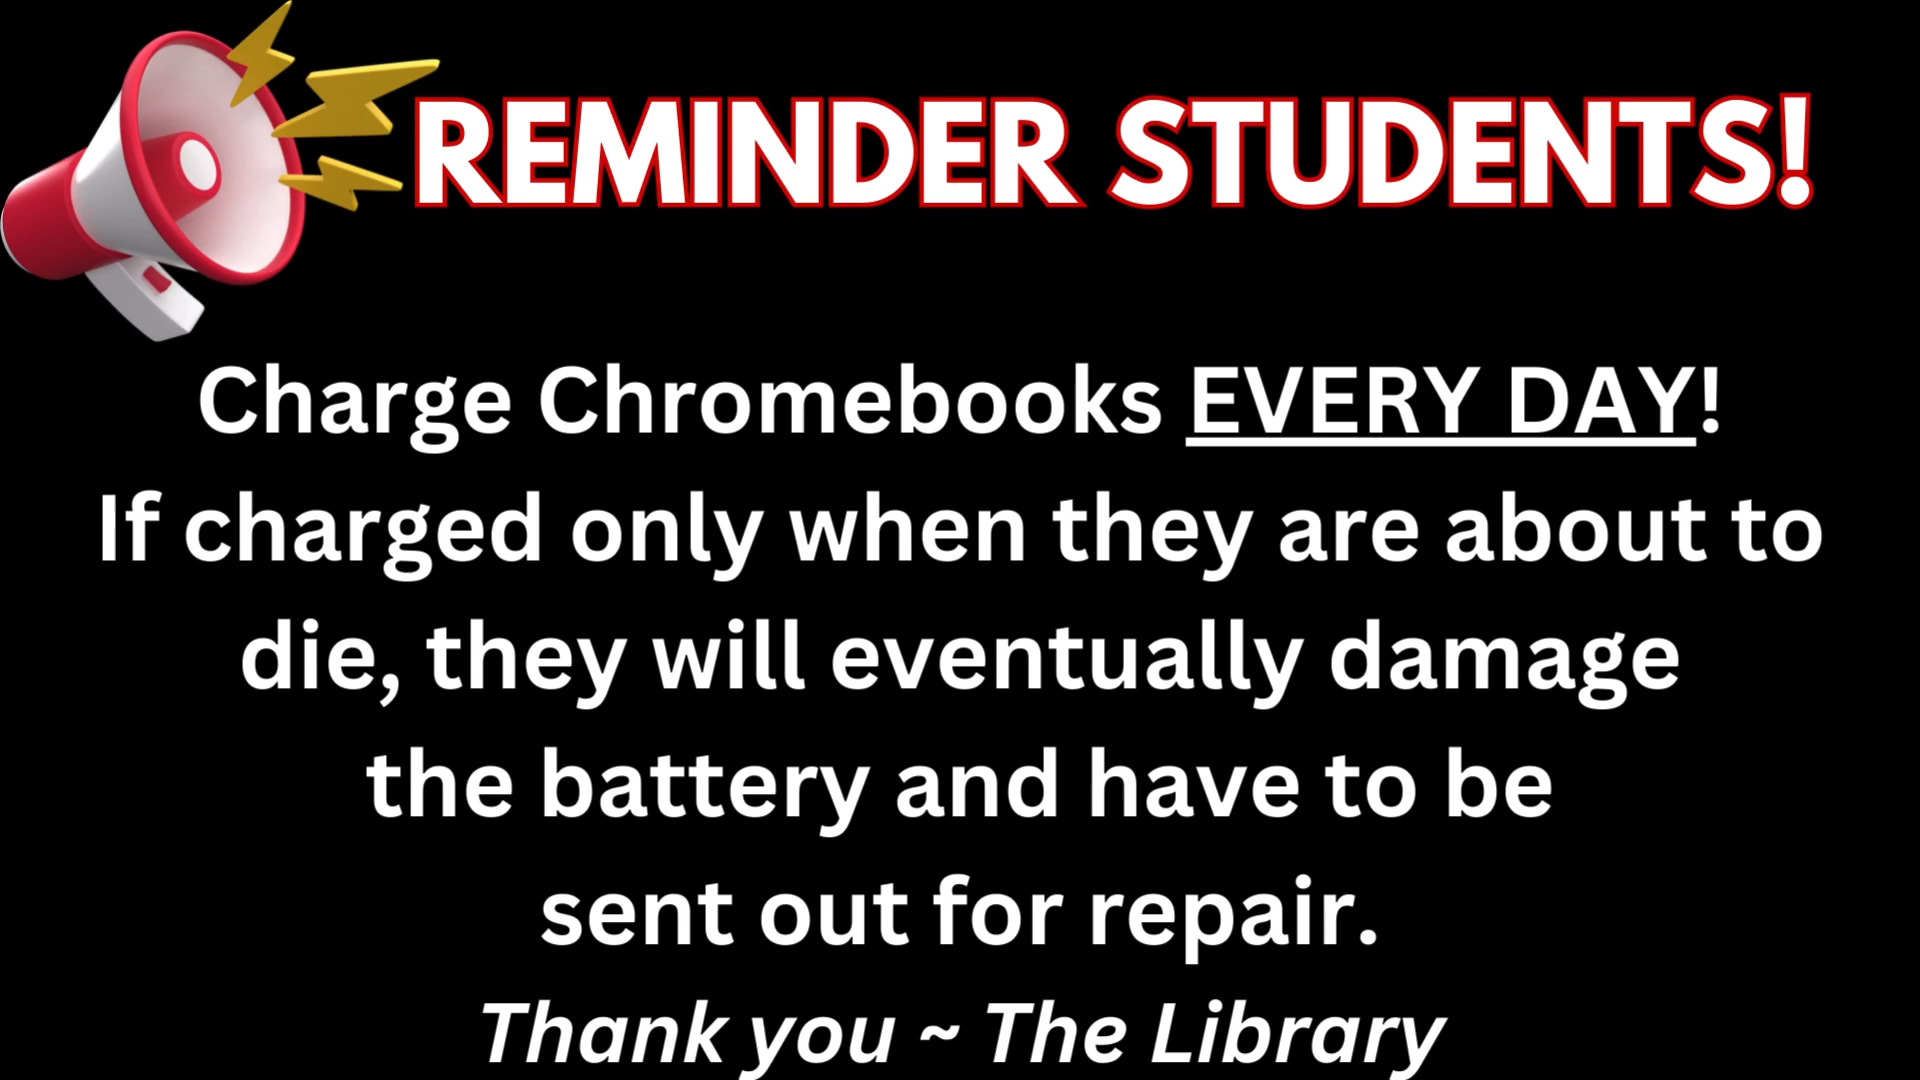 REMINDER STUDENTS!
Charge Chromebooks EVERY DAY!
If charged only when they are about to
die, they will eventually damage
the battery and have to be
sent out for repair.
Thank you ~ The Library